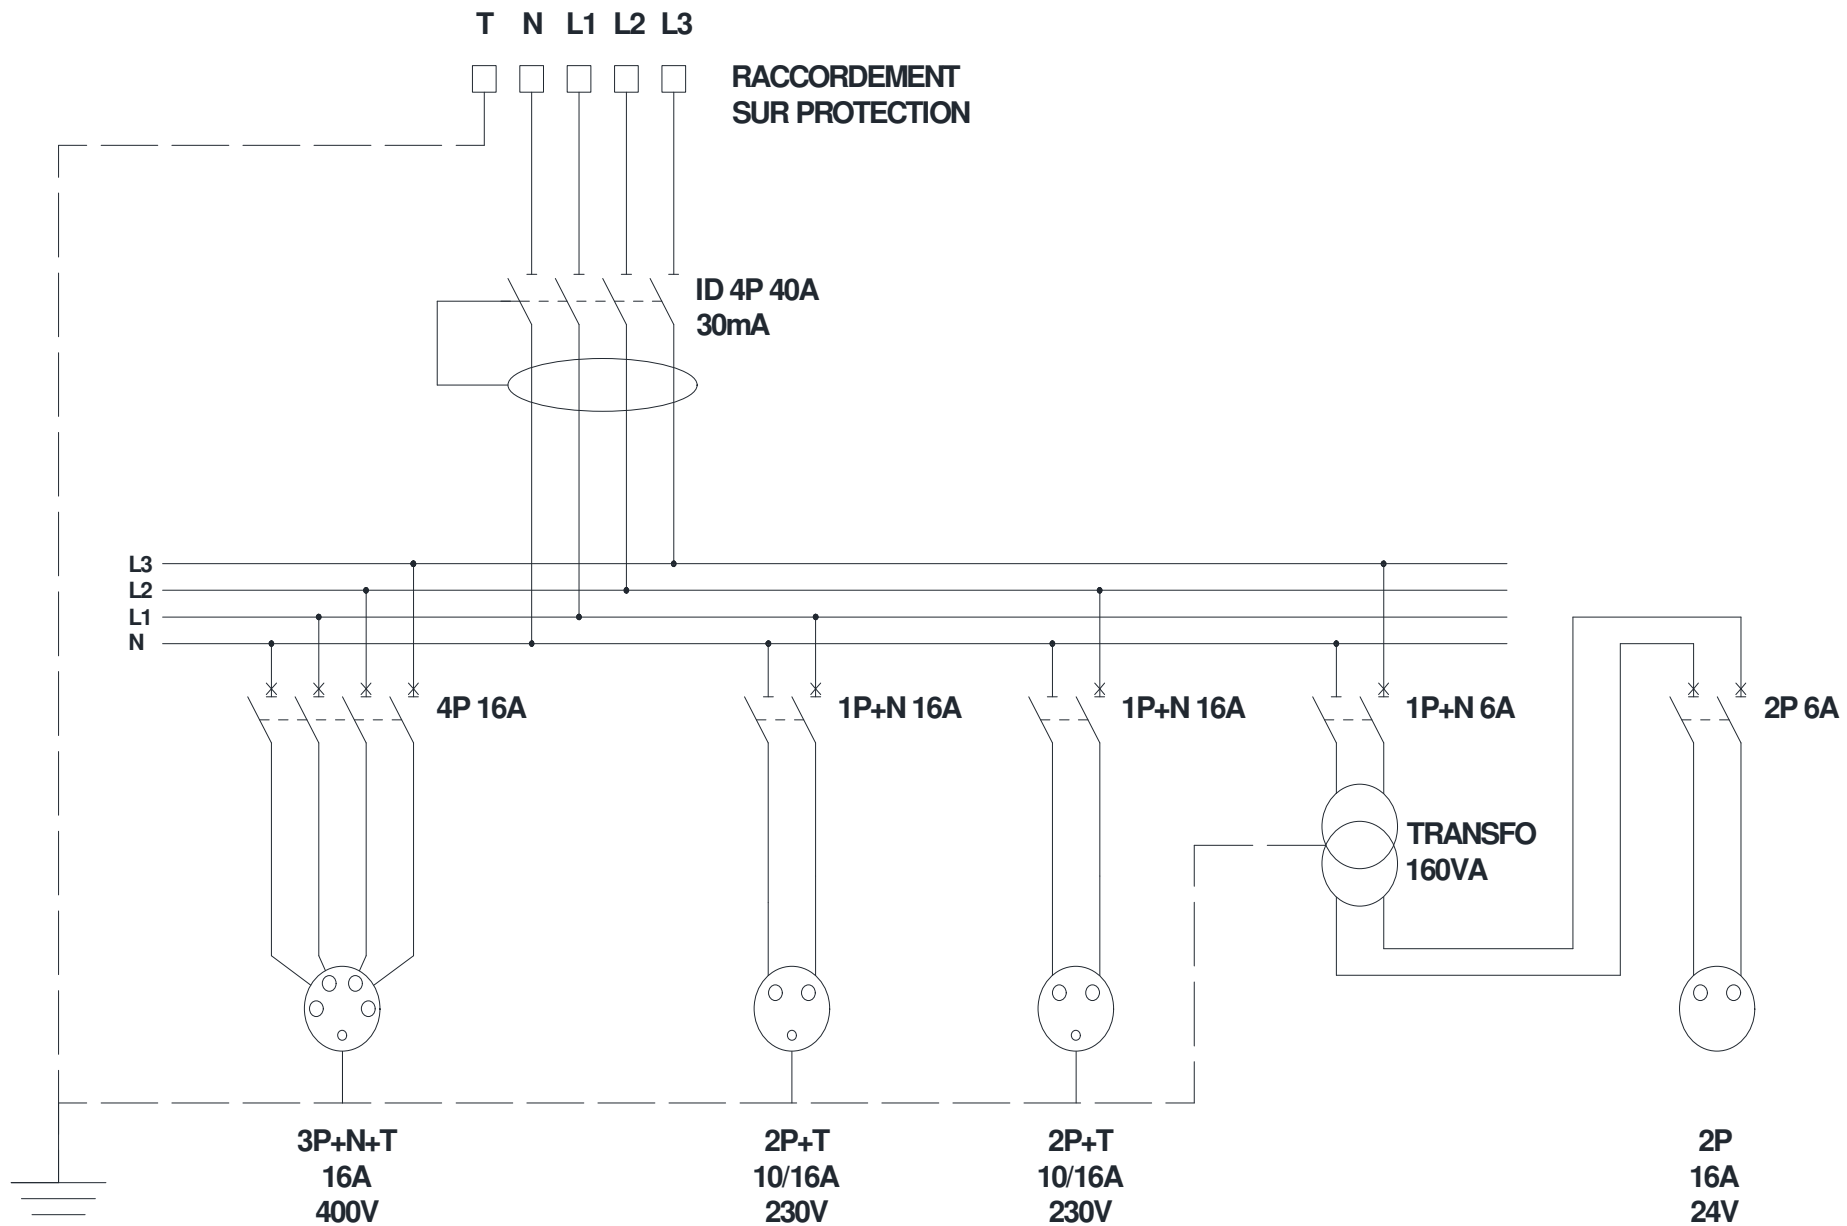 T N L1 L2 L3
RACCORDEMENT
SUR PROTECTION
ID 4P 40A
30mA
L3
L2
L1
N
4P 16A
1P+N 16A
1P+N 16A
1P+N 6A
2P 6A
TRANSFO
160VA
3P+N+T
16A
400V
2P+T
10/16A
230V
2P+T
10/16A
230V
2P
16A
24V